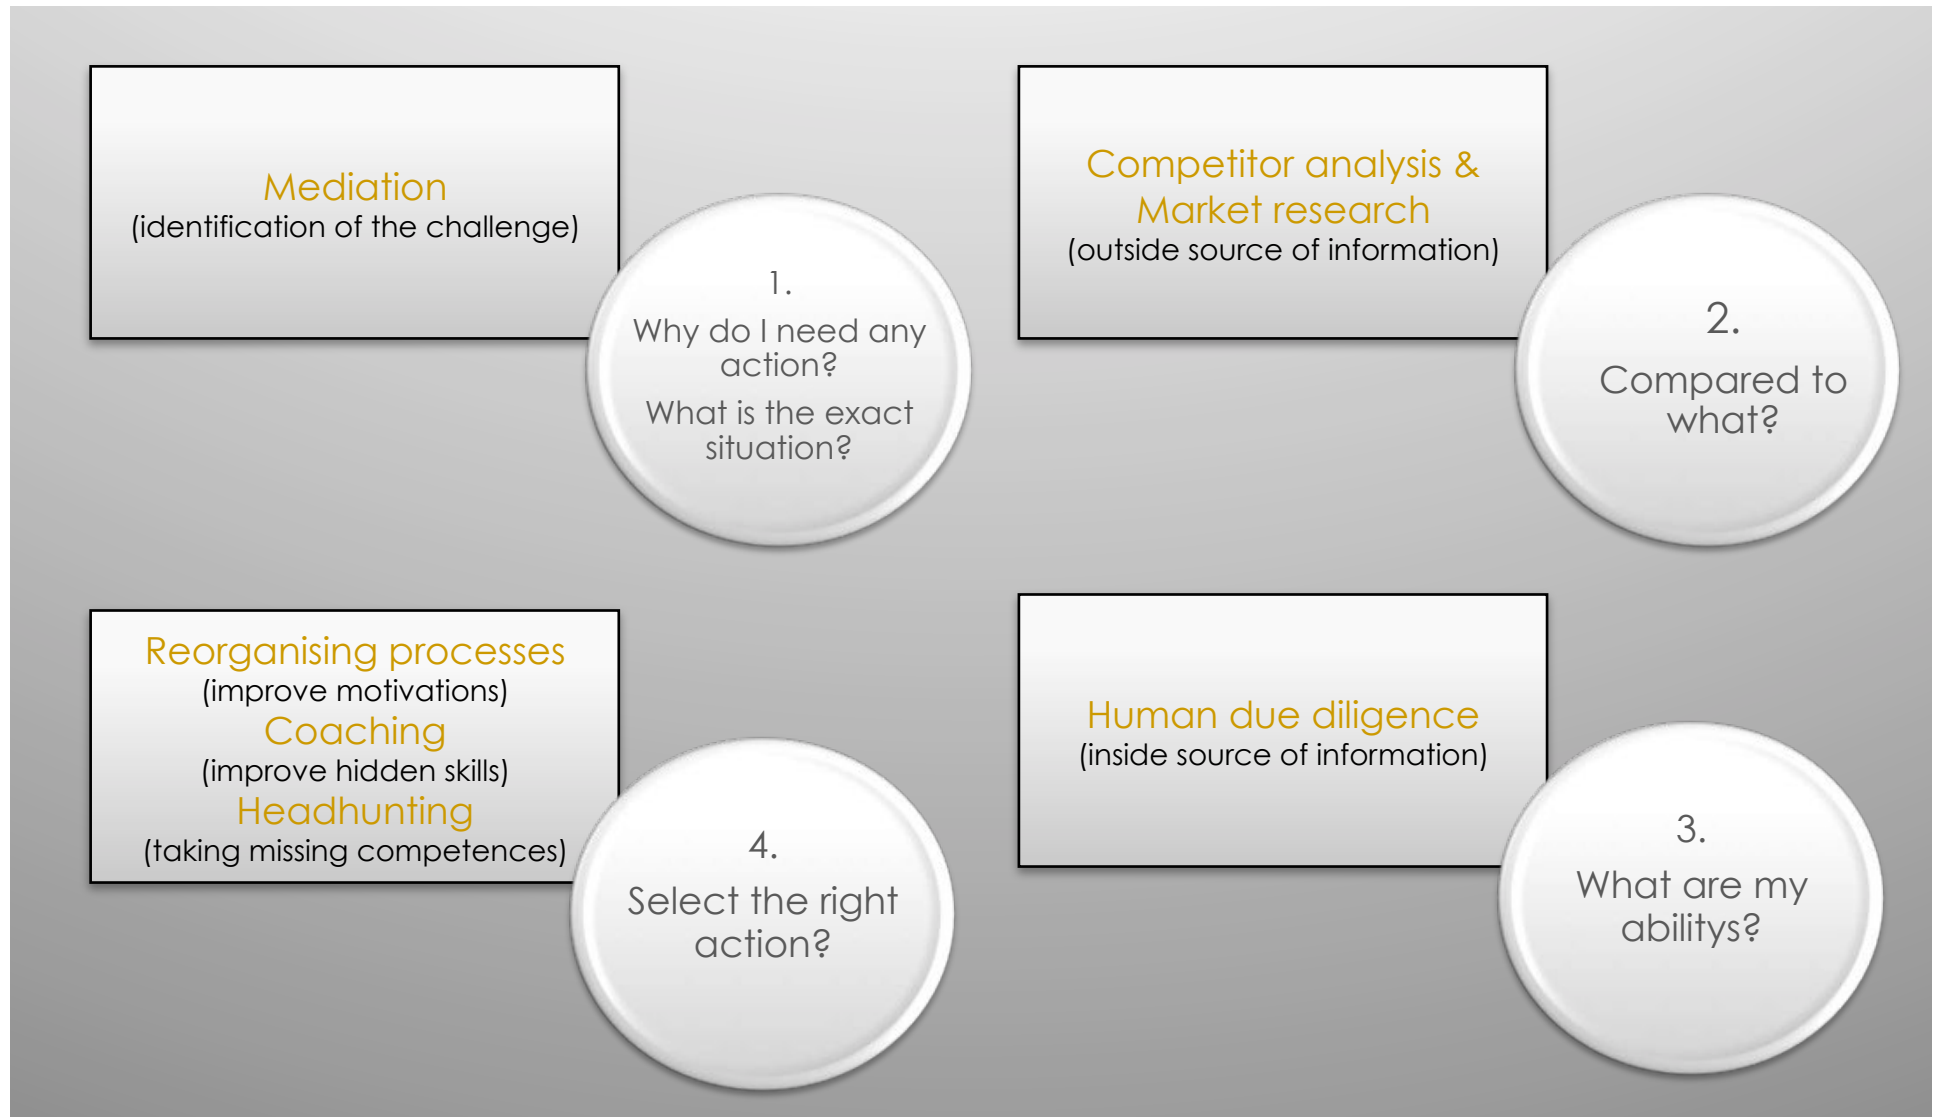 Mediation
(identification of the challenge)
1.
Why do I need any
action?
What is the exact
situation?
Competitor analysis &
Market research
(outside source of information)
2.
Compared to
what?
Human due diligence
(inside source of information)
3.
What are my
abilitys?
Reorganising processes
(improve motivations)
Coaching
(improve hidden skills)
Headhunting
(taking missing competences)
4.
Select the right
action?